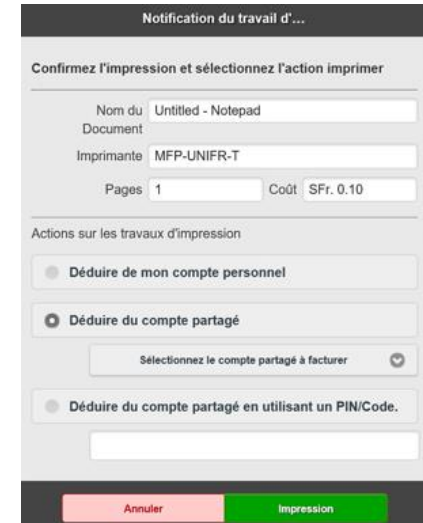 Notification du travail d'...
Confirmez l'impression et sélectionnez l'action imprimer
Nom du Document Untitled - Notepad
Imprimante MFP-UNIFR-T
Pages 1 Coût SFr. 0.10
Actions sur les travaux d'impression
Déduire de mon compte personnel
Déduire du compte partagé
Sélectionnez le compte partagé à facturer
Déduire du compte partagé en utilisant un PIN/Code.
Annuler Impression